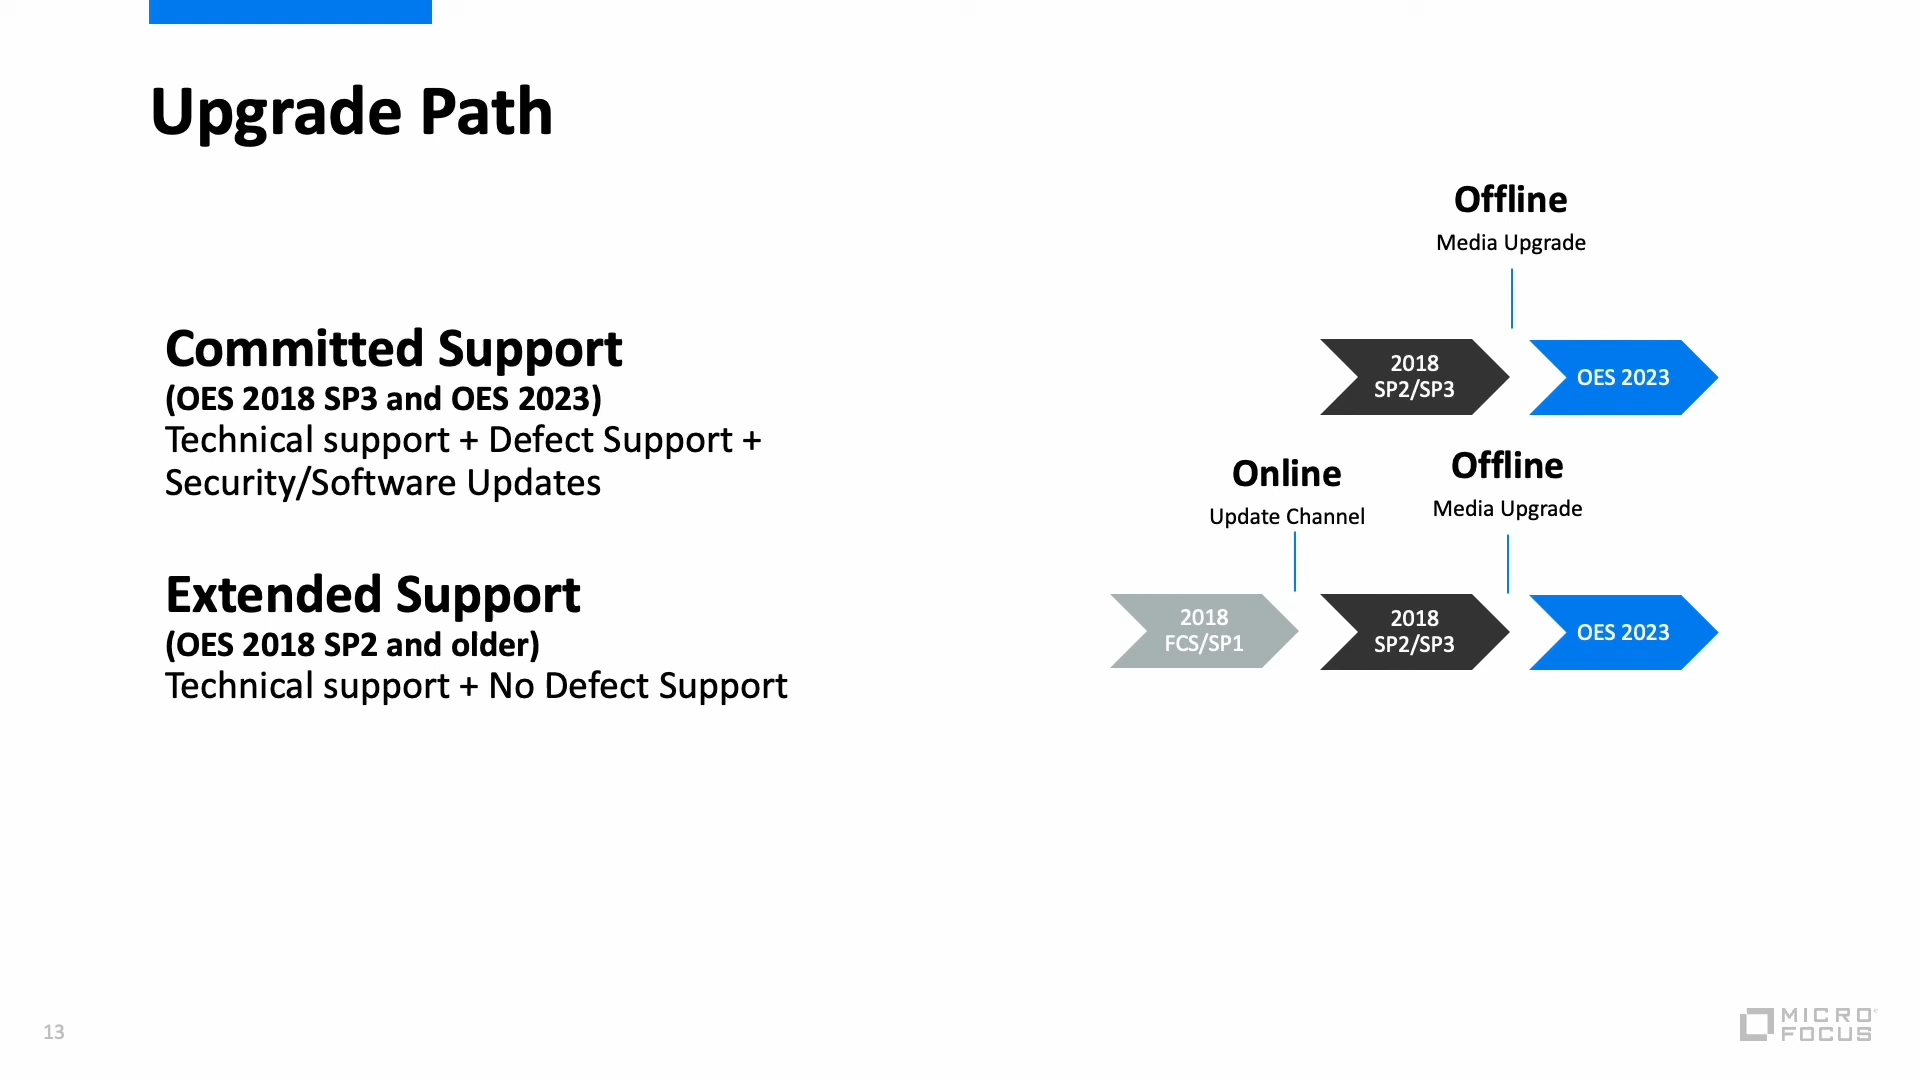 Upgrade Path
Committed Support
(OES 2018 SP3 and OES 2023)
Technical support + Defect Support +
Security/Software Updates
Extended Support
(OES 2018 SP2 and older)
Technical support + No Defect Support
Offline
Media Upgrade
2018
SP2/SP3
OES 2023
Online
Update Channel
Offline
Media Upgrade
2018
FCS/SP1
2018
SP2/SP3
OES 2023
13
MICRO
FOCUS